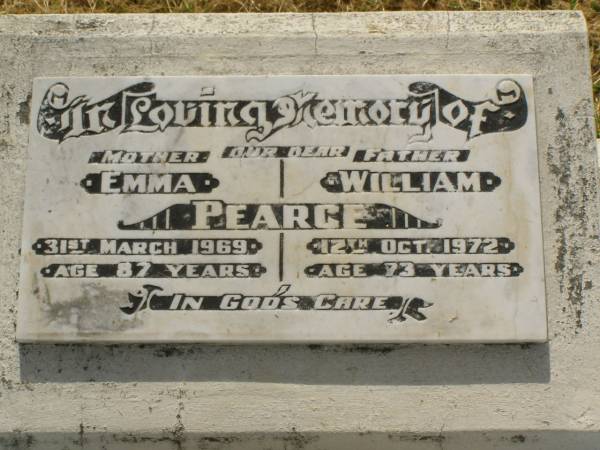 In Loving Memory of
Mother Our Dear Father
Emma William
Pearce
31st March 1969 12th Oct. 1972
Age 87 Years Age 73 Years
In God's Care